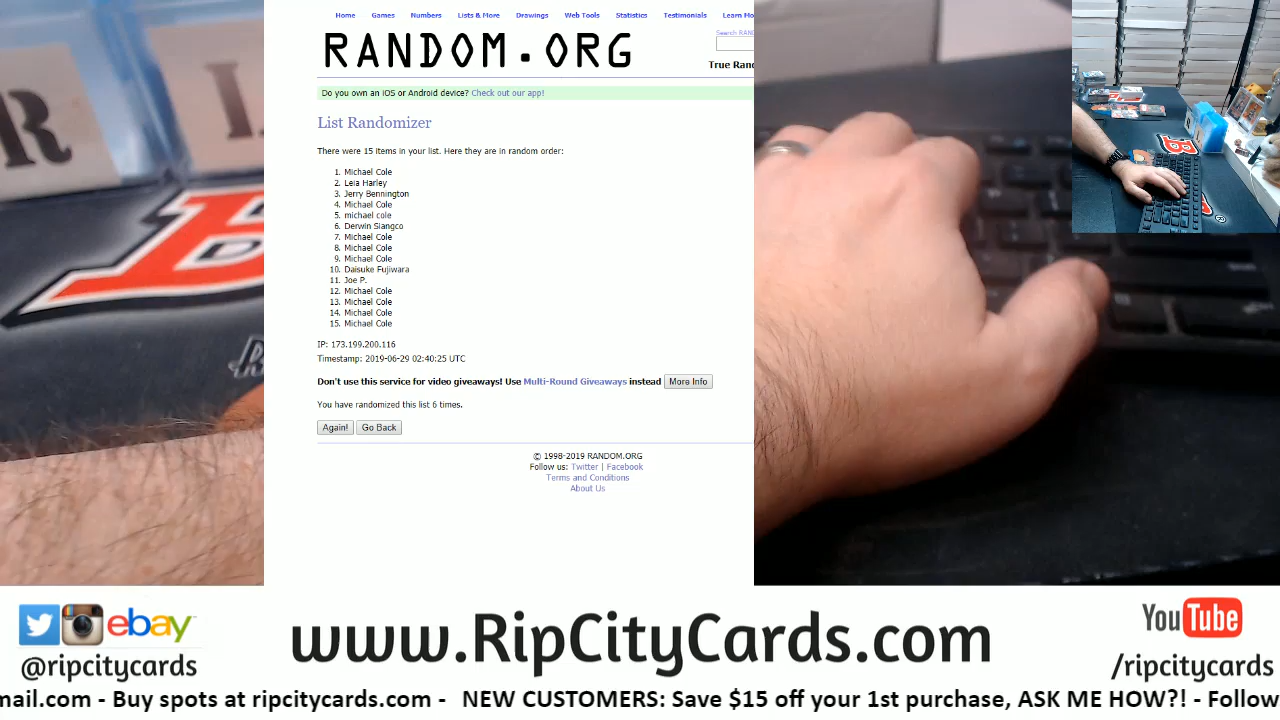 Home Games Numbers Lists & More Drawings Web Tools Statistics Testimonials Learn Mo
RANDOM.ORG
Search RAND
True Ran
Do you own an iOS or Android device? Check out our app!
List Randomizer
There were 15 items in your list. Here they are in random order:
1. Michael Cole
2. Leia Harley
3. Jerry Bennington
4. Michael Cole
5. michael cole
6. Derwin Siangco
7. Michael Cole
8. Michael Cole
9. Michael Cole
10. Daisuke Fujiwara
11. Joe P.
12. Michael Cole
13. Michael Cole
14. Michael Cole
15. Michael Cole
IP: 173.199.200.116
Timestamp: 2019-06-29 02:40:25 UTC
Don't use this service for video giveaways! Use Multi-Round Giveaways instead More Info
You have randomized this list 6 times.
Again! Go Back
© 1998-2019 RANDOM.ORG
Follow us: Twitter | Facebook
Terms and Conditions
About Us
ebay
@ripcitycards
www.RipCityCards.com
YouTube
/ripcitycards
mail.com - Buy spots at ripcitycards.com - NEW CUSTOMERS: Save $15 off your 1st purchase, ASK ME HOW?! - Follow